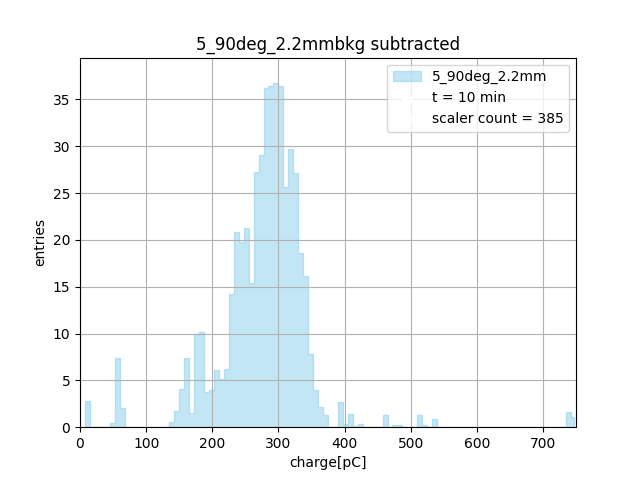 5_90deg_2.2mmbkg subtracted
5_90deg_2.2mm
t = 10 min
scaler count = 385
entries
35
30
25
20
15
10
5
0
0 100 200 300 400 500 600 700
charge[pC]